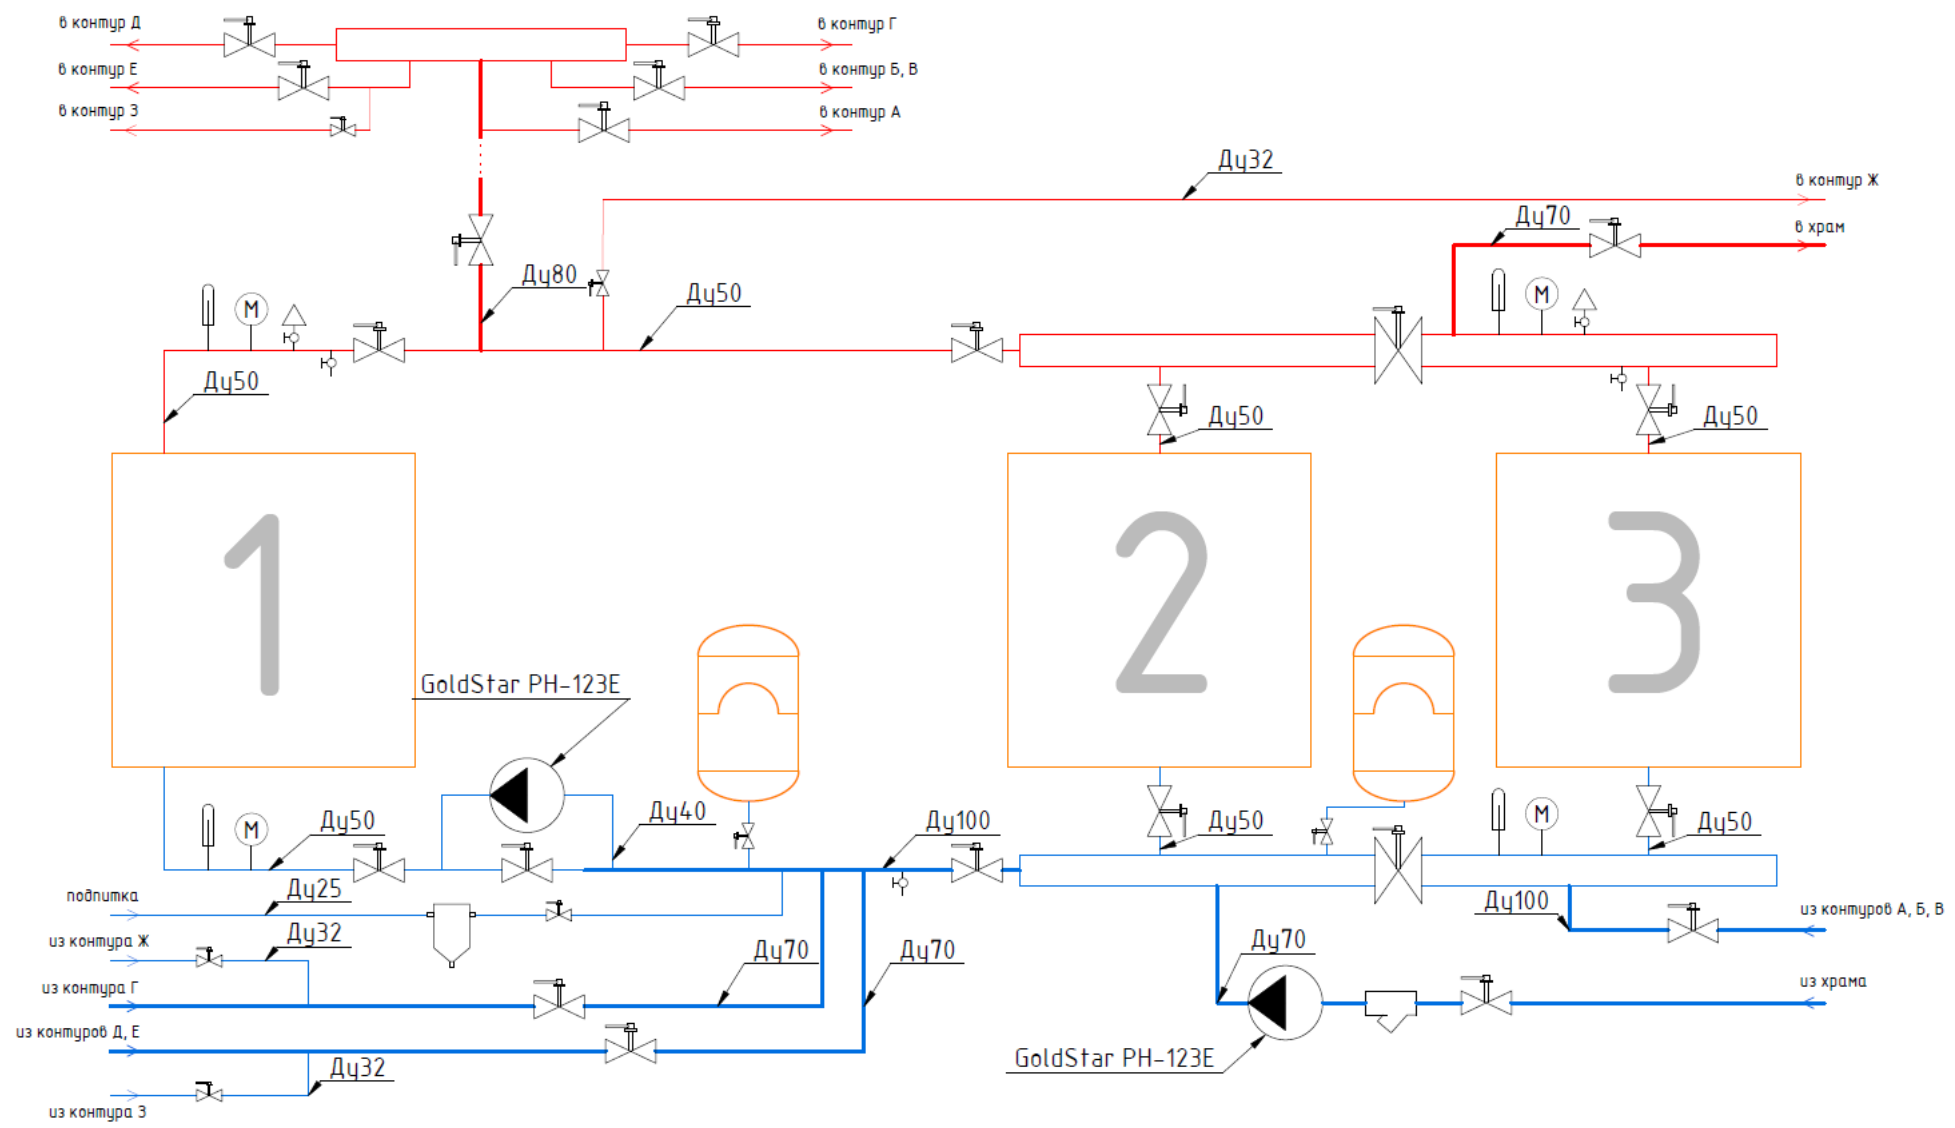 в контур Д
в контур Г
в контур Е
в контур Б, В
в контур З
в контур А
Ду32
в контур Ж
Ду70
в храм
Ду80
Ду50
М
М
Ду50
Ду50
Ду50
1
2
3
GoldStar PH-123E
Ду50
М
Ду40
Ду100
Ду50
М
Ду50
подпитка
Ду25
Ду100
из контуров А, Б, В
из контура Ж
Ду32
Ду70
Ду70
Ду70
из контура Г
из храма
из контуров Д, Е
GoldStar PH-123E
Ду32
из контура З